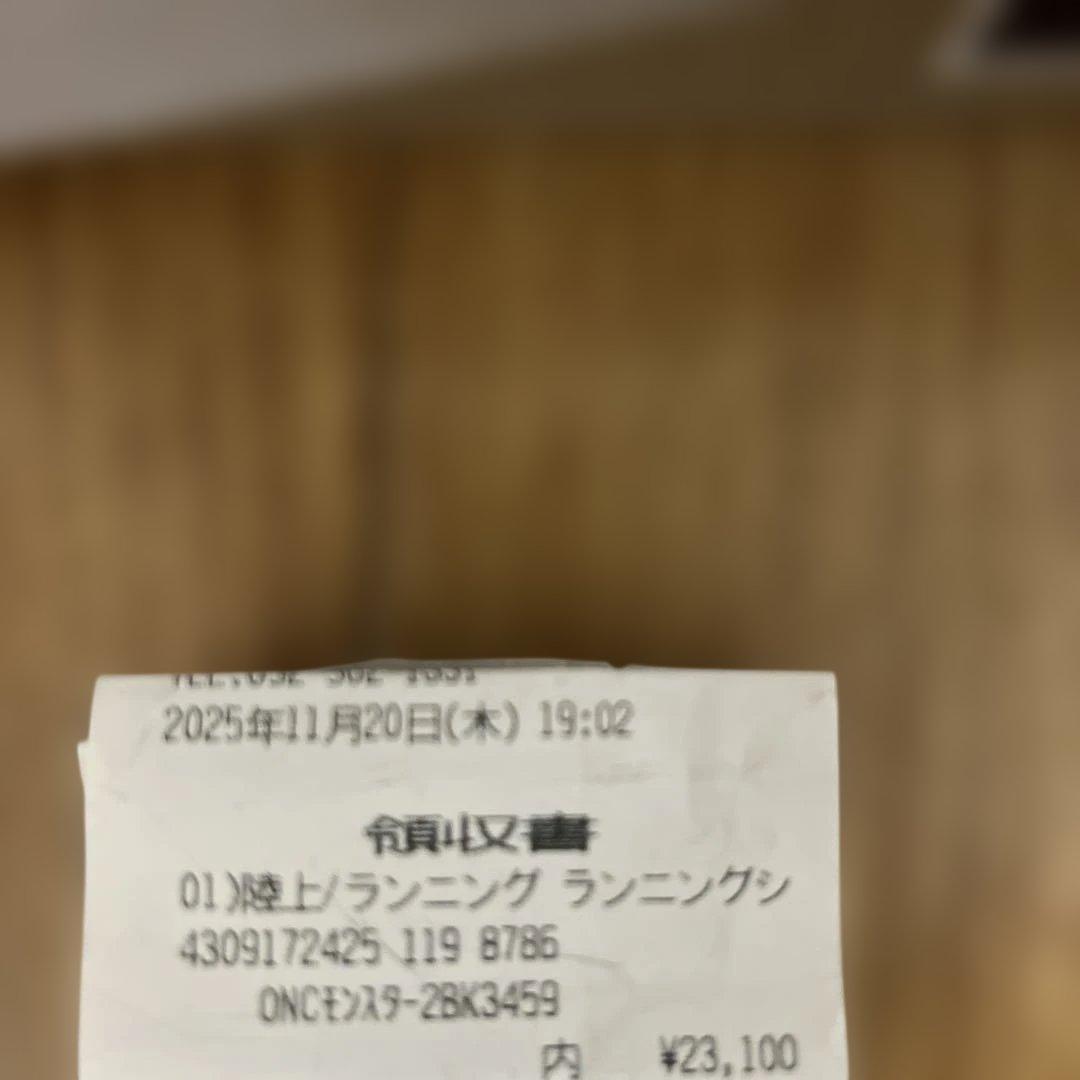 2025年11月20日(木) 19:02
領収書
01)陸上/ランニング ランニングシ
4309172425 119 8786
ONCモンスター2BK3459
内 ¥23,100